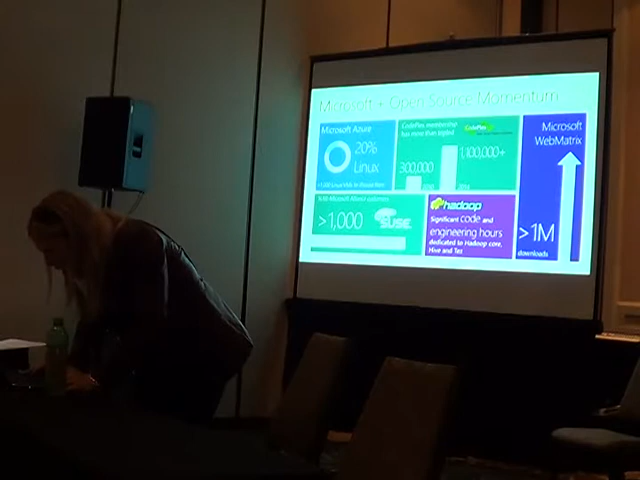 Microsoft + Open Source Momentum
Microsoft Azure
20%
Linux
CodePlex membership
has more than tripled
CodePlex
300,000
1,100,000+
>1,000
SUSE
hadoop
Significant code and
engineering hours
dedicated to Hadoop core,
Hive and Tez
Microsoft
WebMatrix
>1M
downloads